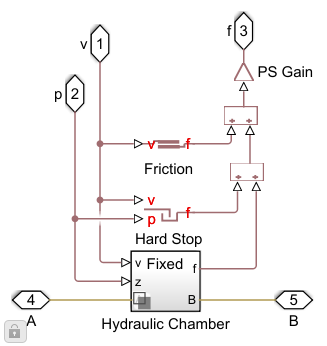 v
1
f
3
p
2
PS Gain
+ +
v
f
Friction
+ +
v
p
f
Hard Stop
v
Fixed
f
z
B
4
A
5
B
Hydraulic Chamber